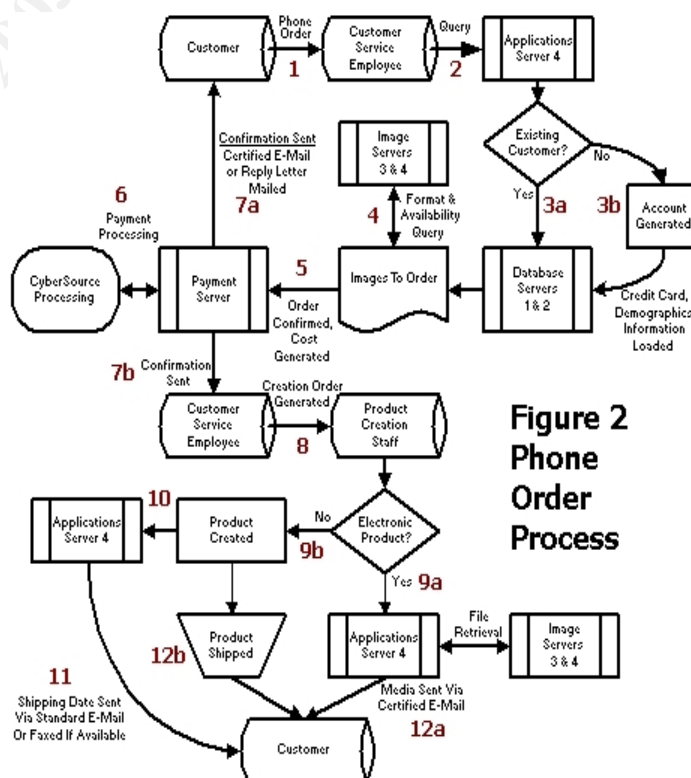 Phone
Order
Customer
1
Customer
Service
Employee
Query
2
Applications
Server 4
Existing
Customer?
No
Yes
3a
3b
Account
Generated
Confirmation Sent
Certified E-Mail
or Reply Letter
Mailed
7a
Image
Servers
3 & 4
4
Format &
Availability
Query
6
Payment
Processing
CyberSource
Processing
Payment
Server
5
Order
Confirmed,
Cost
Generated
Images To Order
Database
Servers
1 & 2
Credit Card,
Demographics
Information
Loaded
7b
Confirmation
Sent
Customer
Service
Employee
Creation Order
Generated
8
Product
Creation
Staff
Figure 2
Phone
Order
Process
10
Applications
Server 4
Product
Created
No
9b
Electronic
Product?
Yes
9a
12b
Product
Shipped
Applications
Server 4
File
Retrieval
Image
Servers
3 & 4
11
Shipping Date Sent
Via Standard E-Mail
Or Faxed If Available
Media Sent Via
Certified E-Mail
12a
Customer